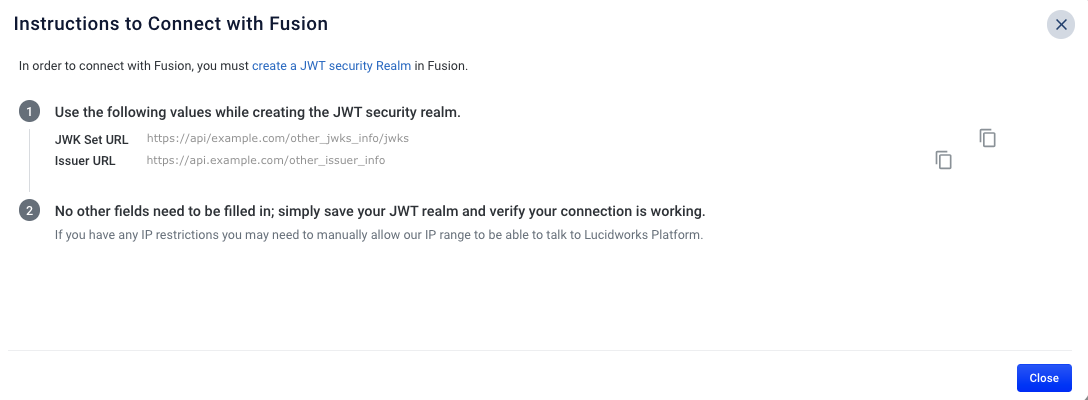 Instructions to Connect with Fusion
In order to connect with Fusion, you must create a JWT security Realm in Fusion.
1 Use the following values while creating the JWT security realm.
JWK Set URL https://api/example.com/other_jwks_info/jwks
Issuer URL https://api.example.com/other_issuer_info
2 No other fields need to be filled in; simply save your JWT realm and verify your connection is working.
If you have any IP restrictions you may need to manually allow our IP range to be able to talk to Lucidworks Platform.
Close